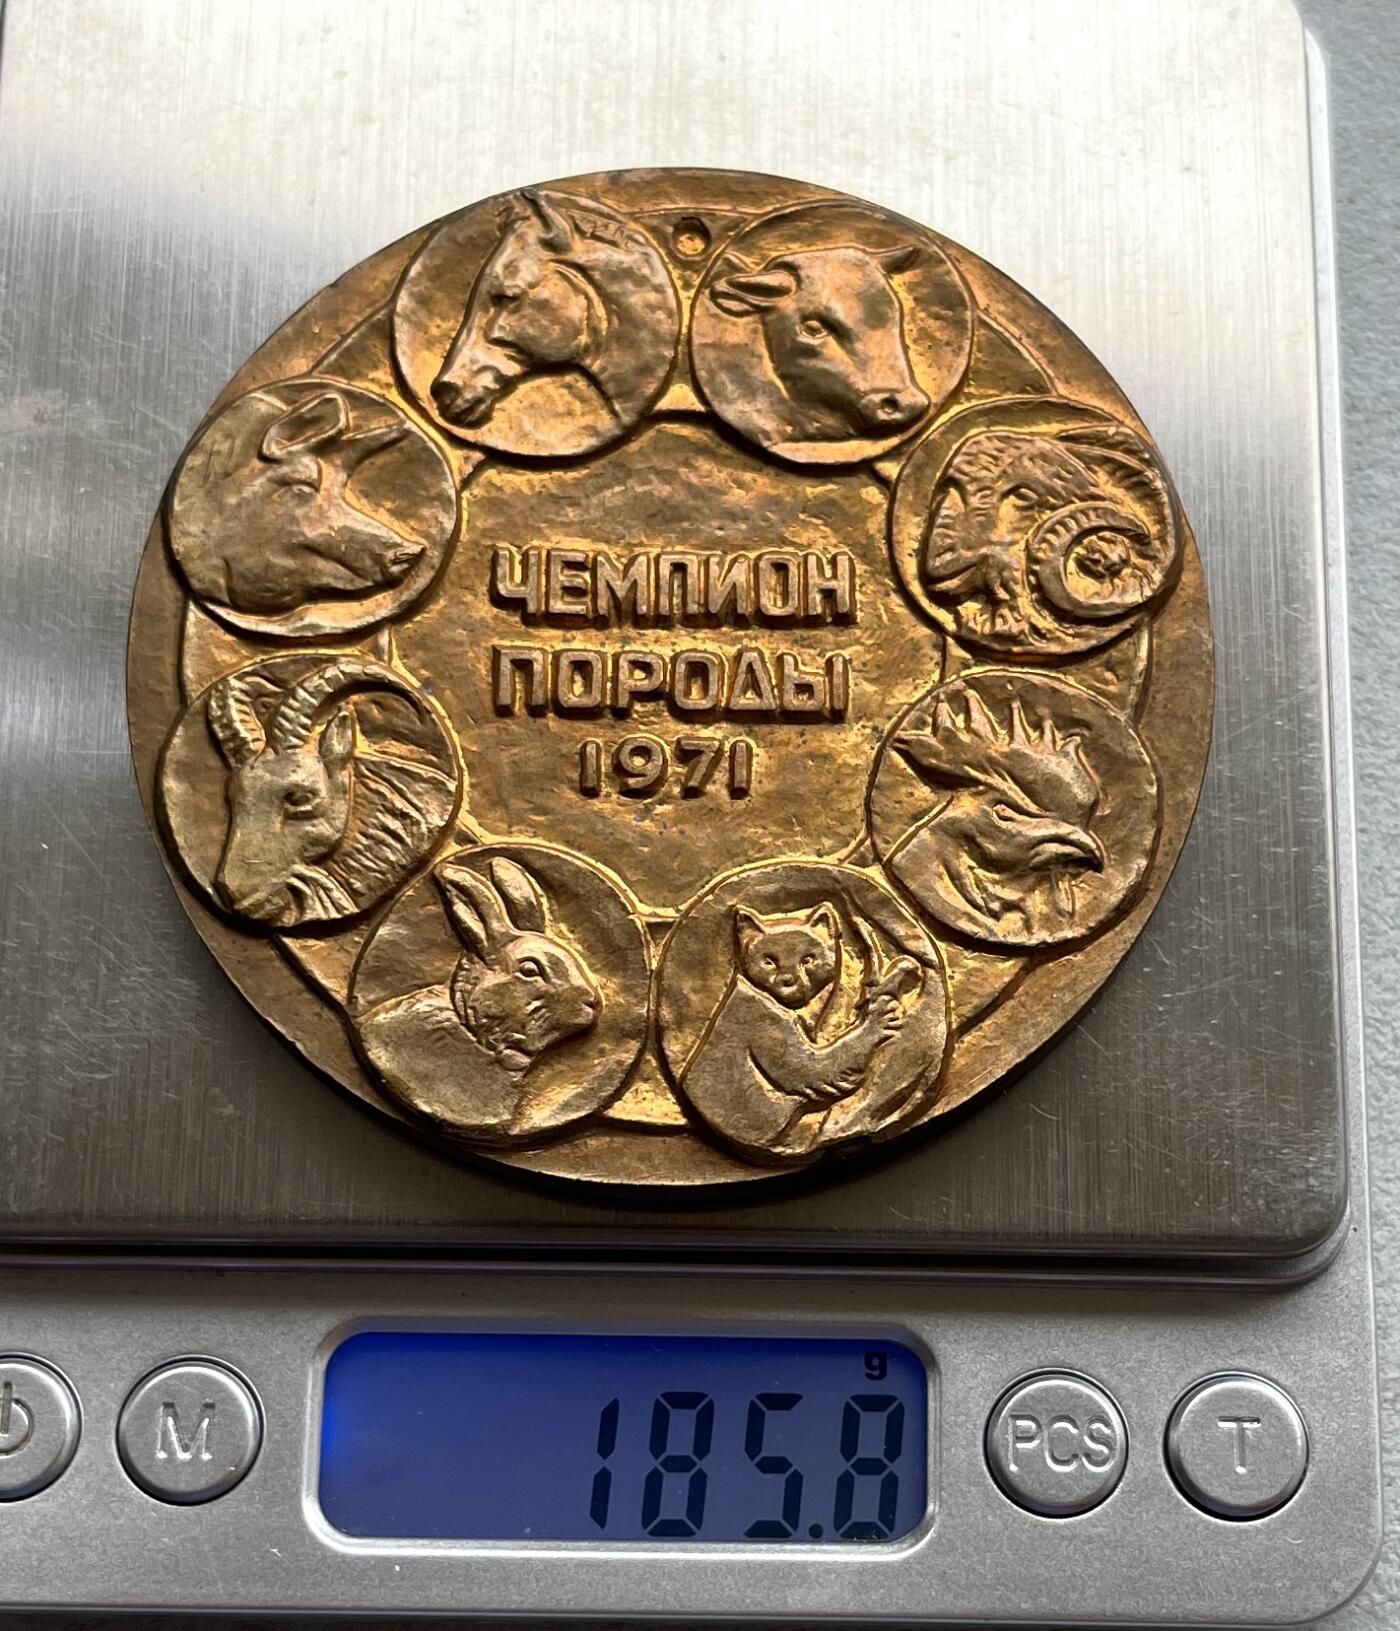 ЧЕМПИОН
ПОРОДЫ
1971
g
185.8
M
PCS
T